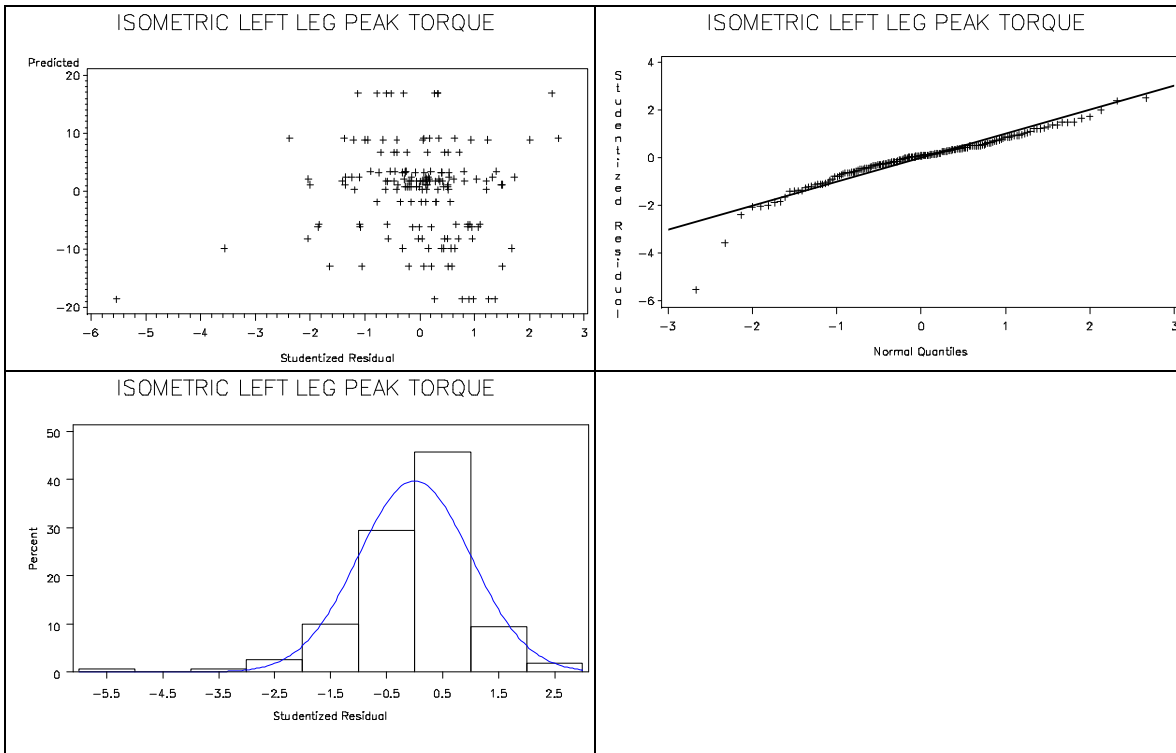 ISOMETRIC LEFT LEG PEAK TORQUE
Predicted
20
10
0
−10
−20
−6 −5 −4 −3 −2 −1 0 1 2 3
Studentized Residual
ISOMETRIC LEFT LEG PEAK TORQUE
Studentized Residual
4
2
0
−2
−4
−6
−3 −2 −1 0 1 2 3
Normal Quantiles
ISOMETRIC LEFT LEG PEAK TORQUE
Percent
50
40
30
20
10
0
−5.5 −4.5 −3.5 −2.5 −1.5 −0.5 0.5 1.5 2.5
Studentized Residual